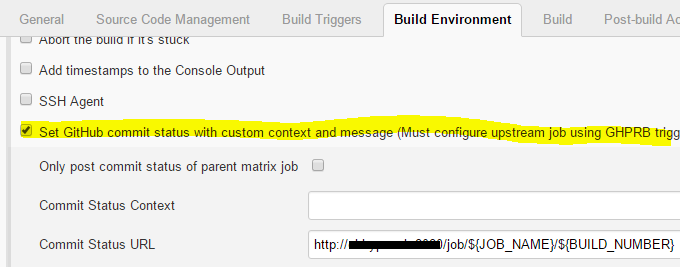 General Source Code Management Build Triggers Build Environment Build Post-build Ac
Abort the build if it's stuck
Add timestamps to the Console Output
SSH Agent
Set GitHub commit status with custom context and message (Must configure upstream job using GHPRB trigg
Only post commit status of parent matrix job
Commit Status Context
Commit Status URL http:// /job/${JOB_NAME}/${BUILD_NUMBER}